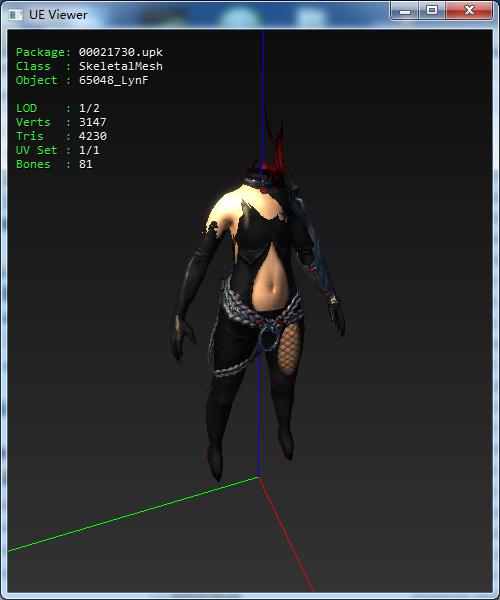 UE Viewer
Package: 00021730.upk
Class  : SkeletalMesh
Object : 65048_LynF
LOD    : 1/2
Verts  : 3147
Tris   : 4230
UV Set : 1/1
Bones  : 81